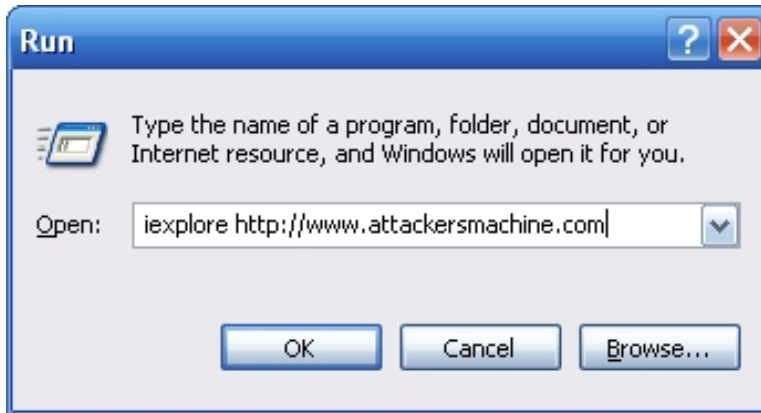 Run
Type the name of a program, folder, document, or
Internet resource, and Windows will open it for you.
Open: iexplore http://www.attackersmachine.com
OK Cancel Browse...